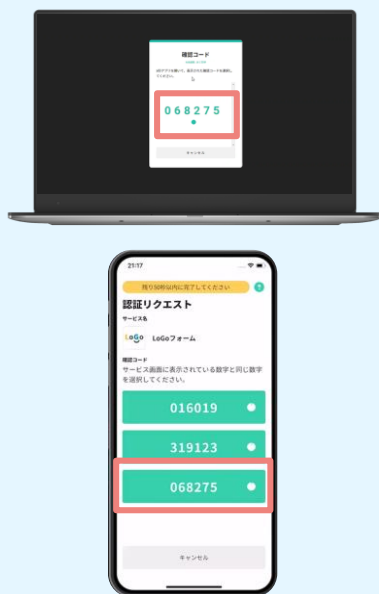 確認コード
068275
キャンセル
21:17
残り50秒以内に完了してください
?
認証リクエスト
サービス名
LoGo
LoGoフォーム
確認コード
サービス画面に表示されている数字と同じ数字
を選択してください。
016019
319123
068275
キャンセル